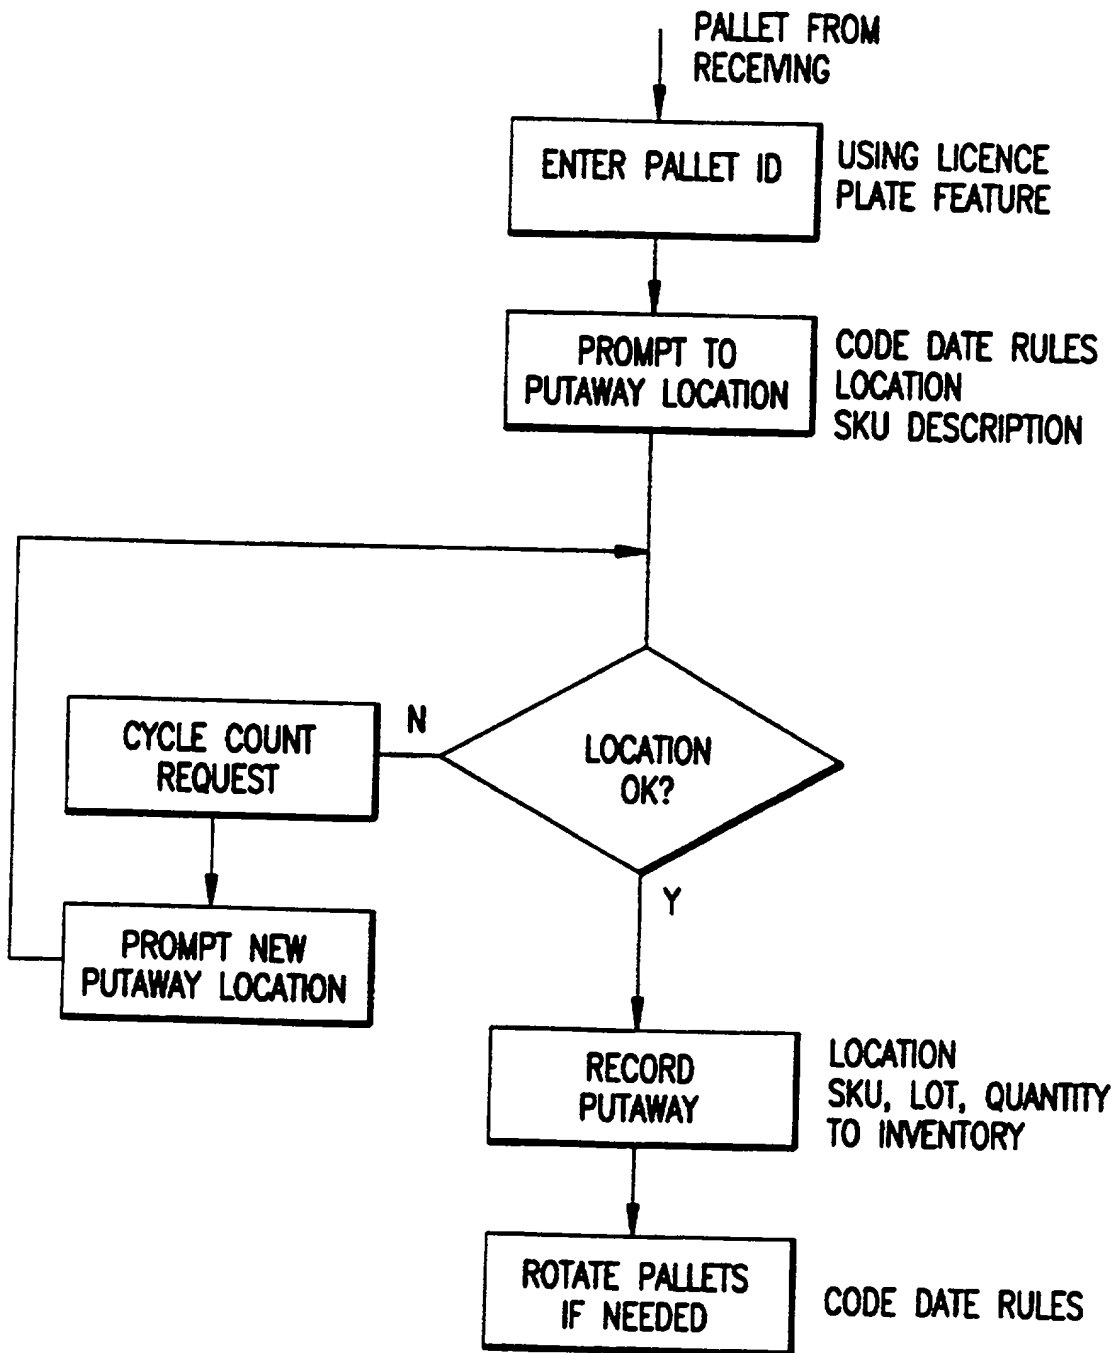 PALLET FROM
RECEIVING
ENTER PALLET ID
USING LICENCE
PLATE FEATURE
PROMPT TO
PUTAWAY LOCATION
CODE DATE RULES
LOCATION
SKU DESCRIPTION
CYCLE COUNT
REQUEST
N
LOCATION
OK?
Y
PROMPT NEW
PUTAWAY LOCATION
RECORD
PUTAWAY
LOCATION
SKU, LOT, QUANTITY
TO INVENTORY
ROTATE PALLETS
IF NEEDED
CODE DATE RULES